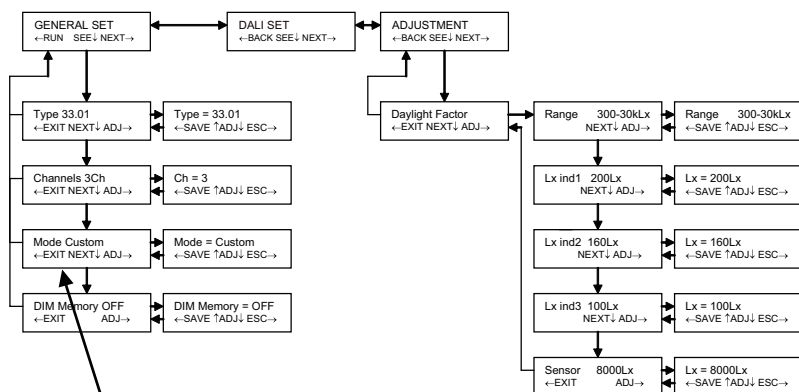 GENERAL SET
←RUN SEE↓ NEXT→
DALI SET
←BACK SEE↓ NEXT→
ADJUSTMENT
←BACK SEE↓ NEXT→
Type 33.01
←EXIT NEXT↓ ADJ→
Type = 33.01
←SAVE ↑ADJ↓ ESC→
Channels 3Ch
←EXIT NEXT↓ ADJ→
Ch = 3
←SAVE ↑ADJ↓ ESC→
Mode Custom
←EXIT NEXT↓ ADJ→
Mode = Custom
←SAVE ↑ADJ↓ ESC→
DIM Memory OFF
←EXIT ADJ→
DIM Memory = OFF
←SAVE ↑ADJ↓ ESC→
Daylight Factor
←EXIT NEXT↓ ADJ→
Range 300-30kLx
NEXT↓ ADJ→
Range 300-30kLx
←SAVE ↑ADJ↓ ESC→
Lx ind1 200Lx
NEXT↓ ADJ→
Lx = 200Lx
←SAVE ↑ADJ↓ ESC→
Lx ind2 160Lx
NEXT↓ ADJ→
Lx = 160Lx
←SAVE ↑ADJ↓ ESC→
Lx ind3 100Lx
NEXT↓ ADJ→
Lx = 100Lx
←SAVE ↑ADJ↓ ESC→
Sensor 8000Lx
←EXIT ADJ→
Lx = 8000Lx
←SAVE ↑ADJ↓ ESC→